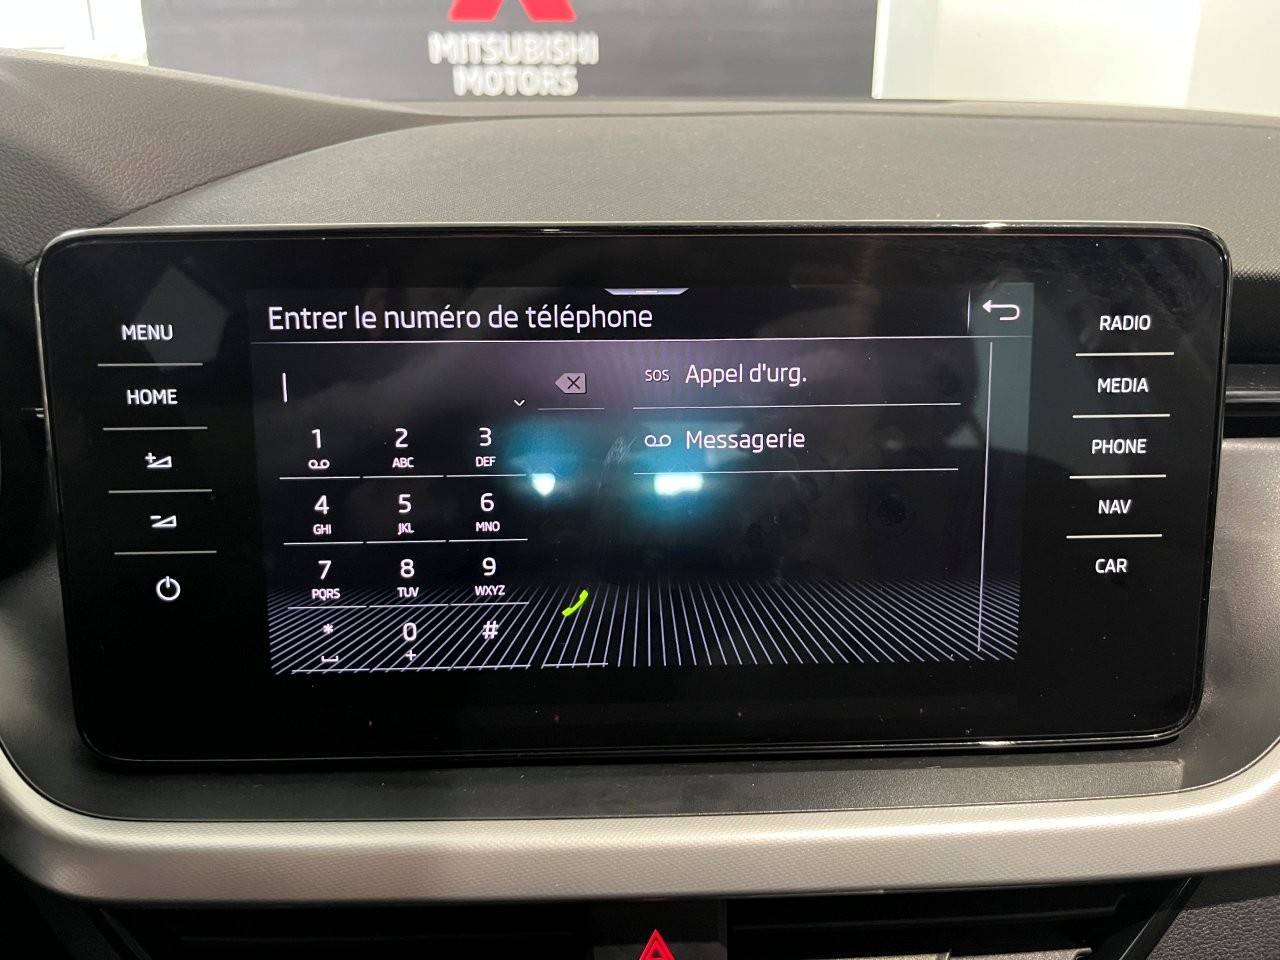 MITSUBISHI
MOTORS
Entrer le numéro de téléphone
MENU
HOME
RADIO
MEDIA
PHONE
NAV
CAR
SOS Appel d'urg.
Messagerie
1 2 3
ABC DEF
4 5 6
GHI JKL MNO
7 8 9
PQRS TUV WXYZ
* 0 #
+